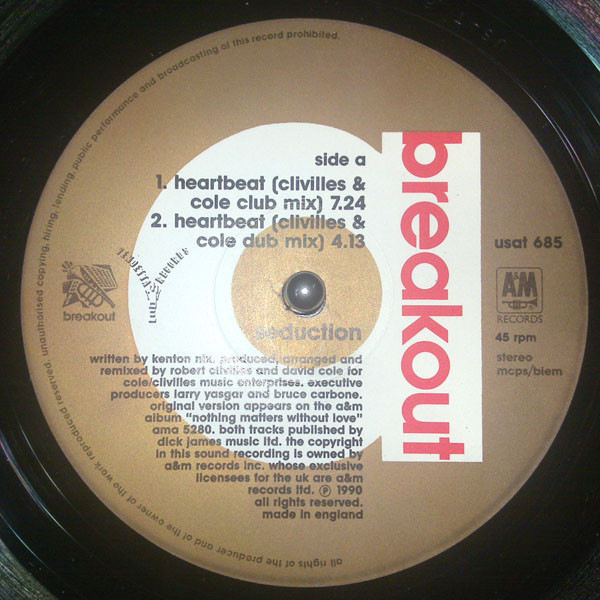 all rights of the producer and of the owner of the work reproduced reserved. unauthorised copying, hiring, lending, public performance and broadcasting of this record prohibited.
side a
1. heartbeat (clivilles &
cole club mix) 7.24
2. heartbeat (clivilles &
cole dub mix) 4.13
breakout
usat 685
breakout
A&M
RECORDS
45 rpm
stereo
mcps/biem
seduction
written by kenton nix. produced, arranged and
remixed by robert clivilles and david cole for
cole/clivilles music enterprises. executive
producers larry yasgar and bruce carbone.
original version appears on the a&m
album "nothing matters without love"
ama 5280. both tracks published by
dick james music ltd. the copyright
in this sound recording is owned by
a&m records inc. whose exclusive
licensees for the uk are a&m
records ltd. ℗ 1990
all rights reserved.
made in england